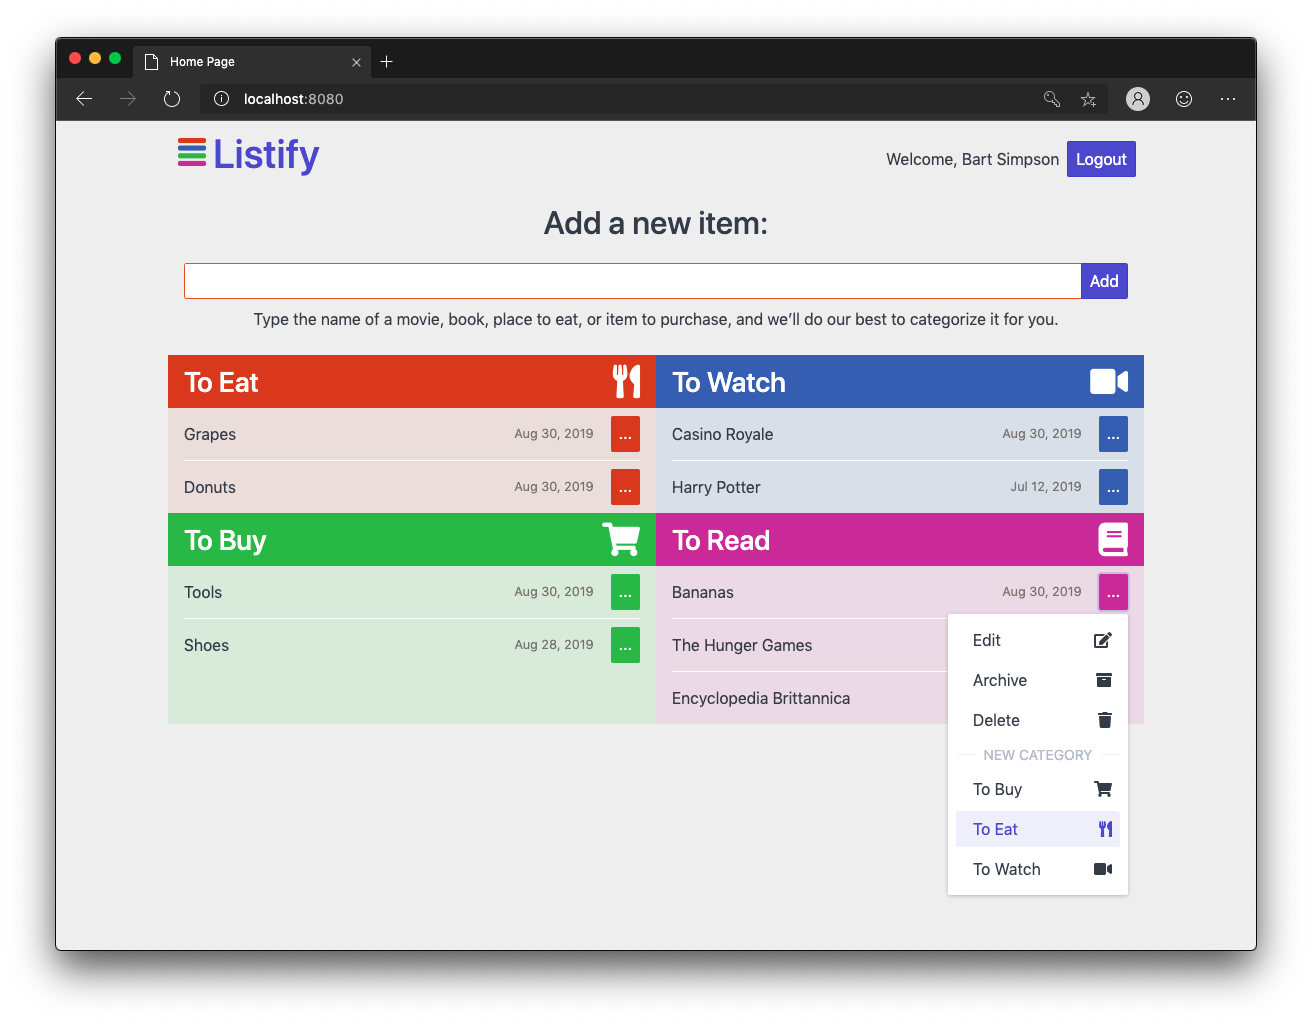 Home Page
localhost:8080
Listify
Welcome, Bart Simpson Logout
Add a new item:
Add
Type the name of a movie, book, place to eat, or item to purchase, and we'll do our best to categorize it for you.
To Eat
Grapes Aug 30, 2019 ...
Donuts Aug 30, 2019 ...
To Watch
Casino Royale Aug 30, 2019 ...
Harry Potter Jul 12, 2019 ...
To Buy
Tools Aug 30, 2019 ...
Shoes Aug 28, 2019 ...
To Read
Bananas Aug 30, 2019 ...
The Hunger Games
Encyclopedia Brittannica
Edit
Archive
Delete
NEW CATEGORY
To Buy
To Eat
To Watch